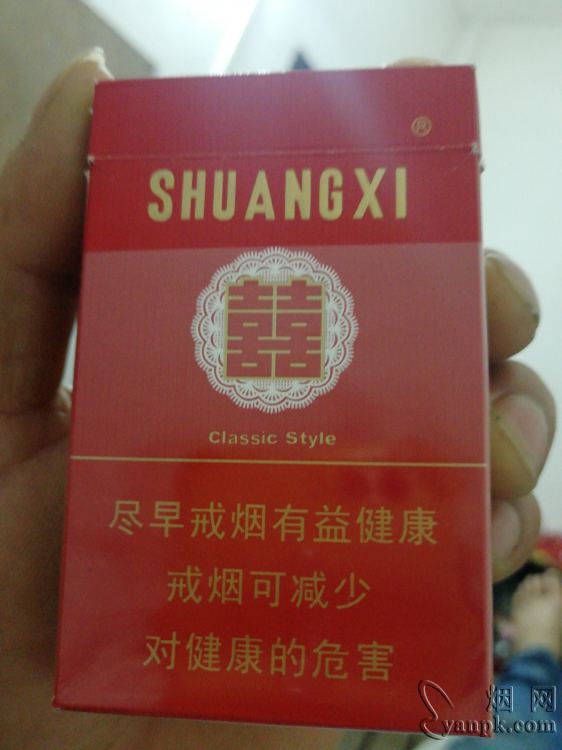 ®
SHUANGXI
囍
Classic Style
尽早戒烟有益健康
戒烟可减少
对健康的危害
烟网
yanpk.com